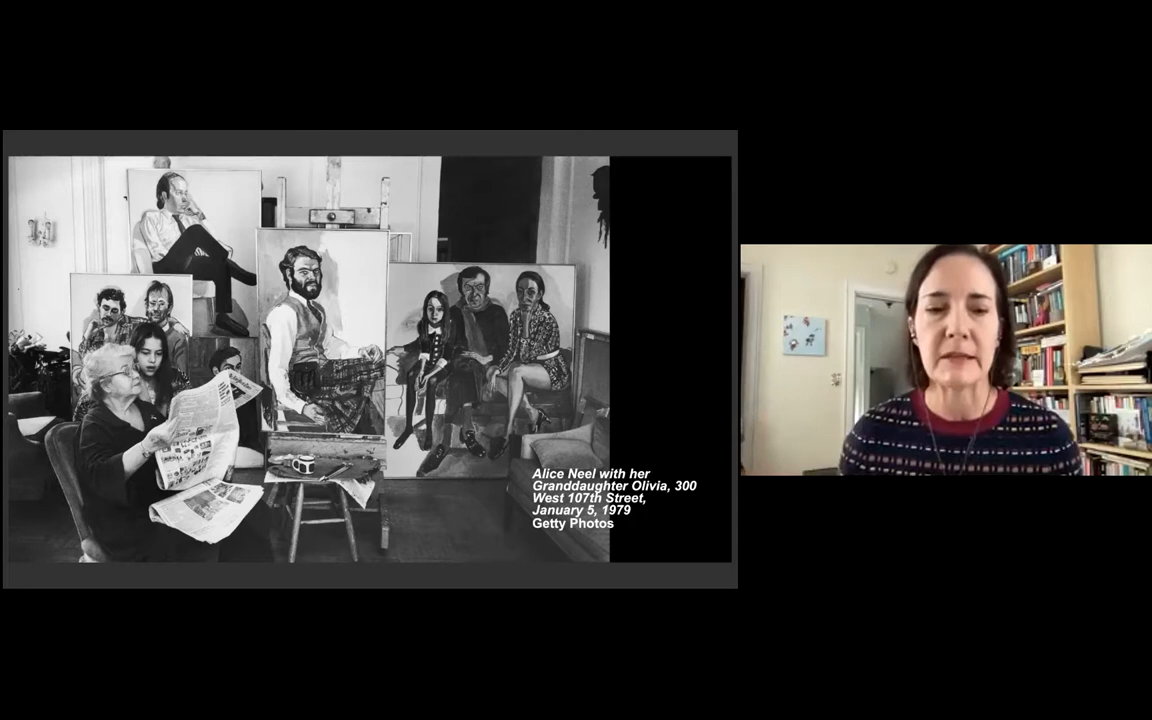 Alice Neel with her
Granddaughter Olivia, 300
West 107th Street,
January 5, 1979
Getty Photos